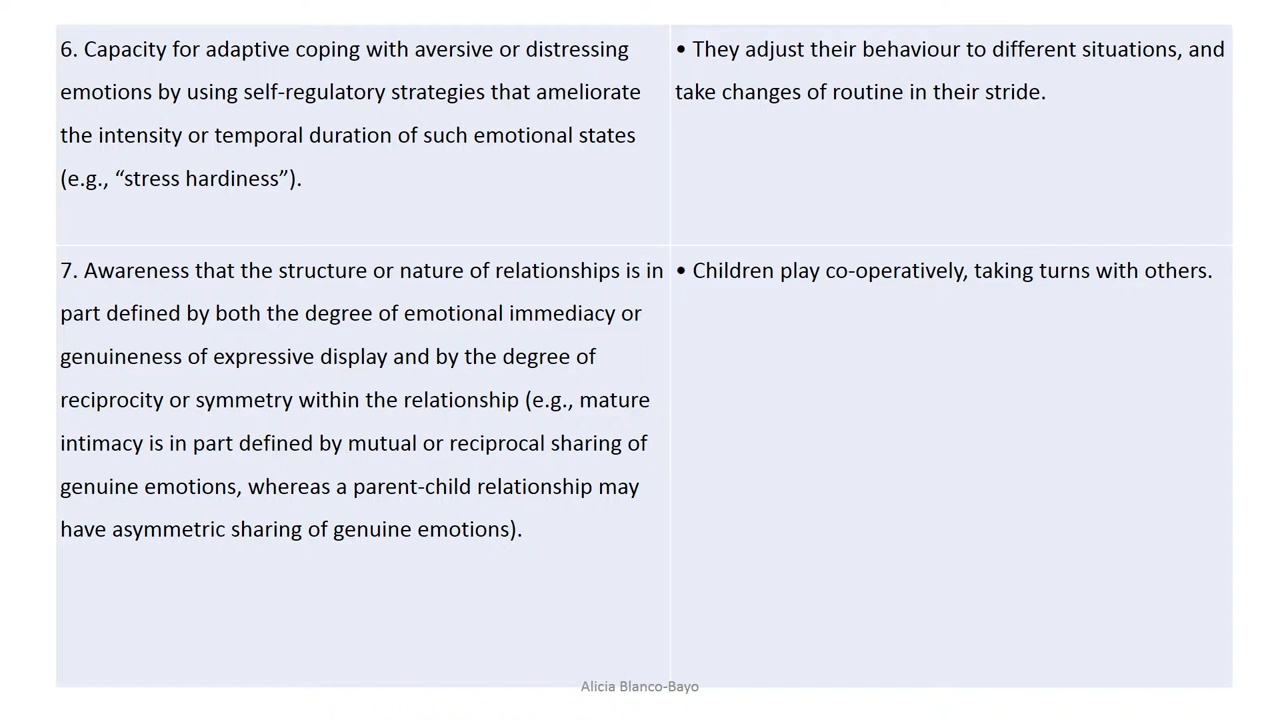 6. Capacity for adaptive coping with aversive or distressing
emotions by using self-regulatory strategies that ameliorate
the intensity or temporal duration of such emotional states
(e.g., “stress hardiness”).
• They adjust their behaviour to different situations, and
take changes of routine in their stride.
7. Awareness that the structure or nature of relationships is in
part defined by both the degree of emotional immediacy or
genuineness of expressive display and by the degree of
reciprocity or symmetry within the relationship (e.g., mature
intimacy is in part defined by mutual or reciprocal sharing of
genuine emotions, whereas a parent-child relationship may
have asymmetric sharing of genuine emotions).
• Children play co-operatively, taking turns with others.
Alicia Blanco-Bayo